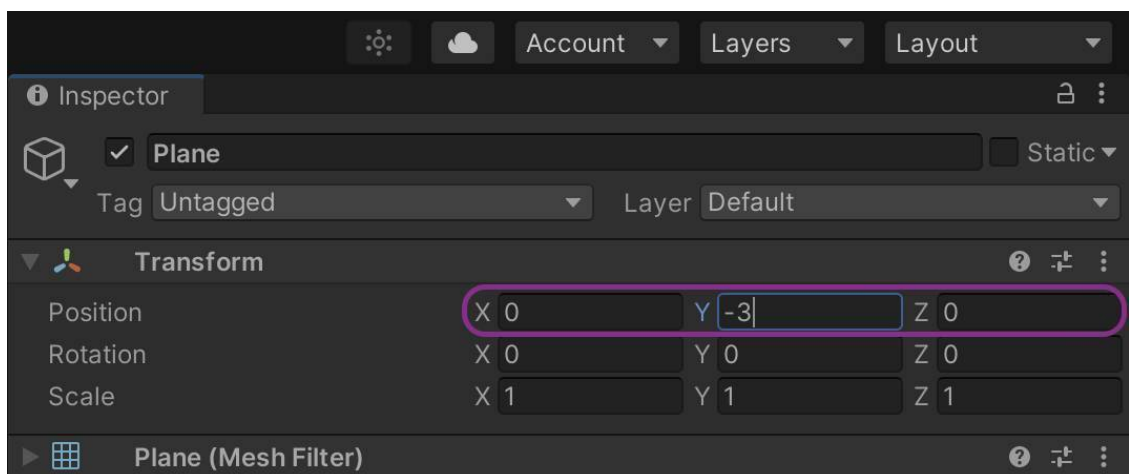 Account Layers Layout
Inspector
Plane Static
Tag Untagged Layer Default
Transform
Position X 0 Y -3 Z 0
Rotation X 0 Y 0 Z 0
Scale X 1 Y 1 Z 1
Plane (Mesh Filter)